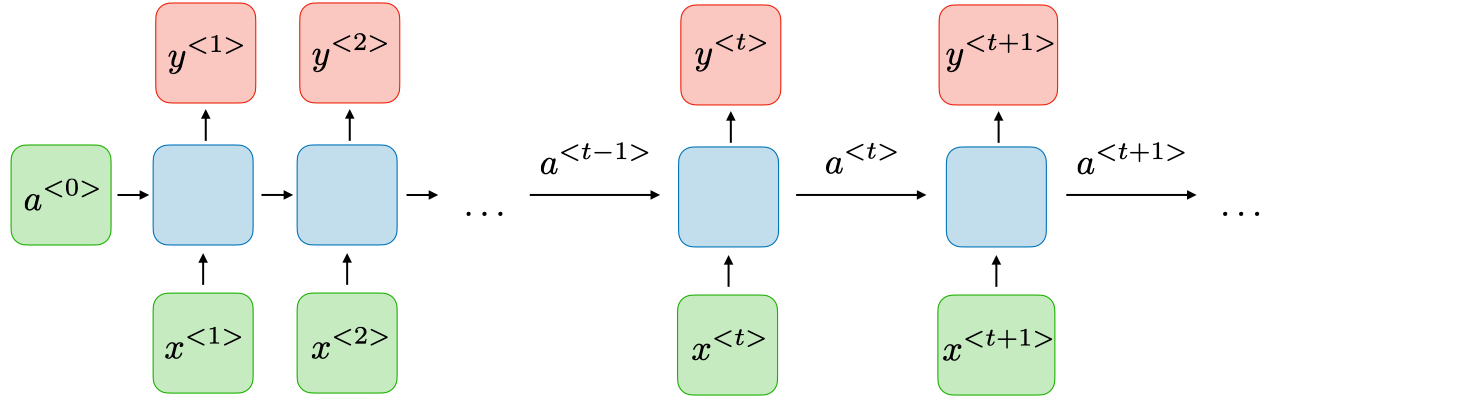 y^{<1>} y^{<2>} y^{<t>} y^{<t+1>}
a^{<0>} ... a^{<t-1>} a^{<t>} a^{<t+1>} ...
x^{<1>} x^{<2>} x^{<t>} x^{<t+1>}